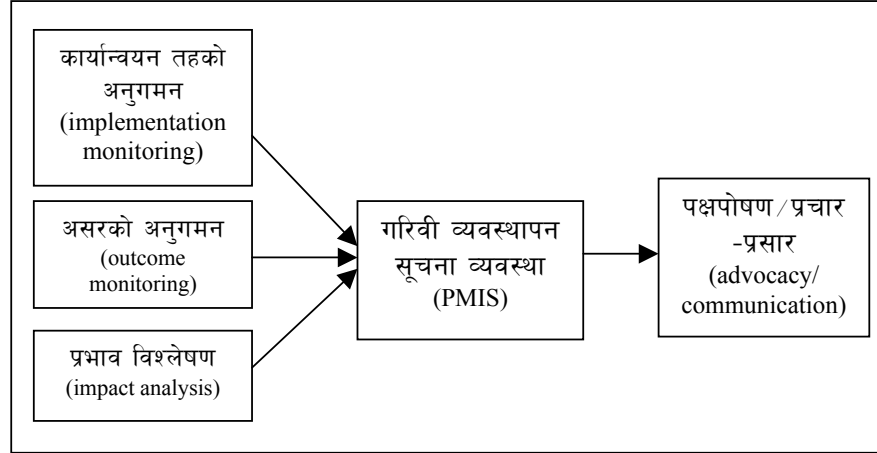 कार्यान्वयन तहको
अनुगमन
(implementation
monitoring)
असरको अनुगमन
(outcome
monitoring)
प्रभाव विश्लेषण
(impact analysis)
गरिवी व्यवस्थापन
सूचना व्यवस्था
(PMIS)
पक्षपोषण/प्रचार
-प्रसार
(advocacy/
communication)